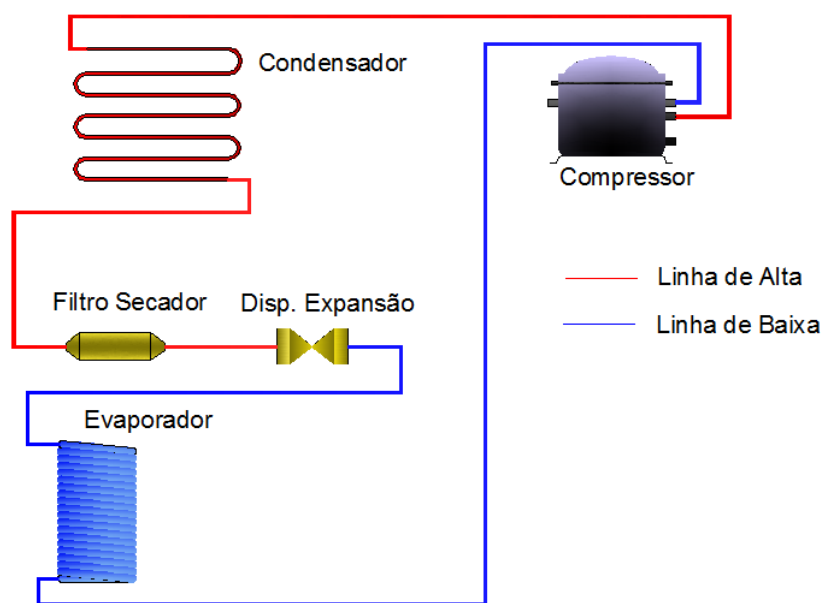 Condensador
Compressor
Linha de Alta
Filtro Secador
Disp. Expansão
Linha de Baixa
Evaporador